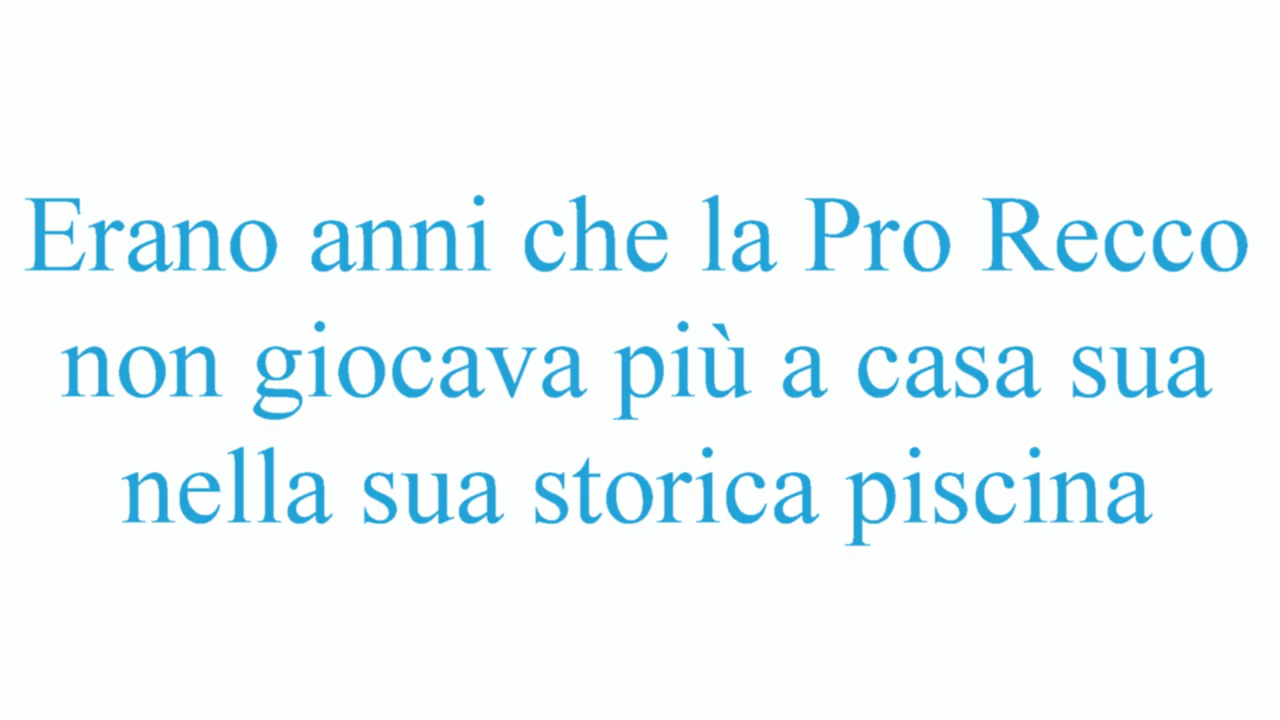 Erano anni che la Pro Recco
non giocava più a casa sua
nella sua storica piscina